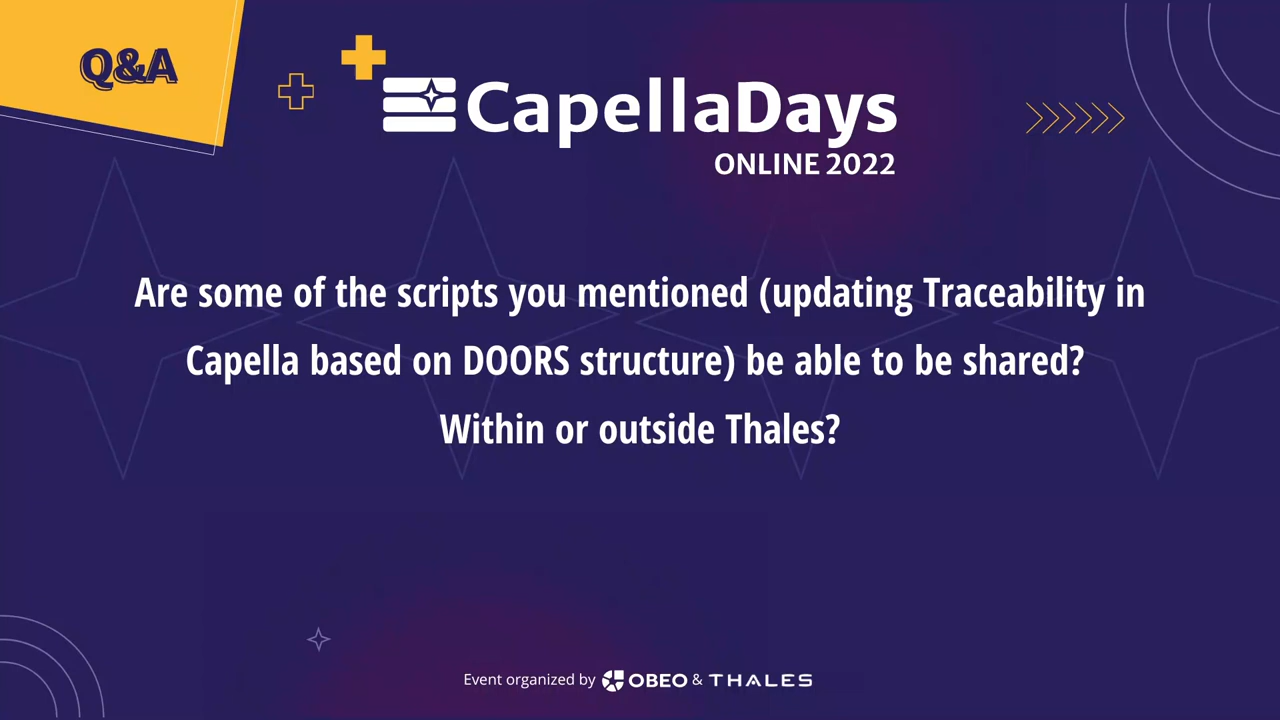 Q&A
CapellaDays
ONLINE 2022
Are some of the scripts you mentioned (updating Traceability in
Capella based on DOORS structure) be able to be shared?
Within or outside Thales?
Event organized by OBEO & THALES